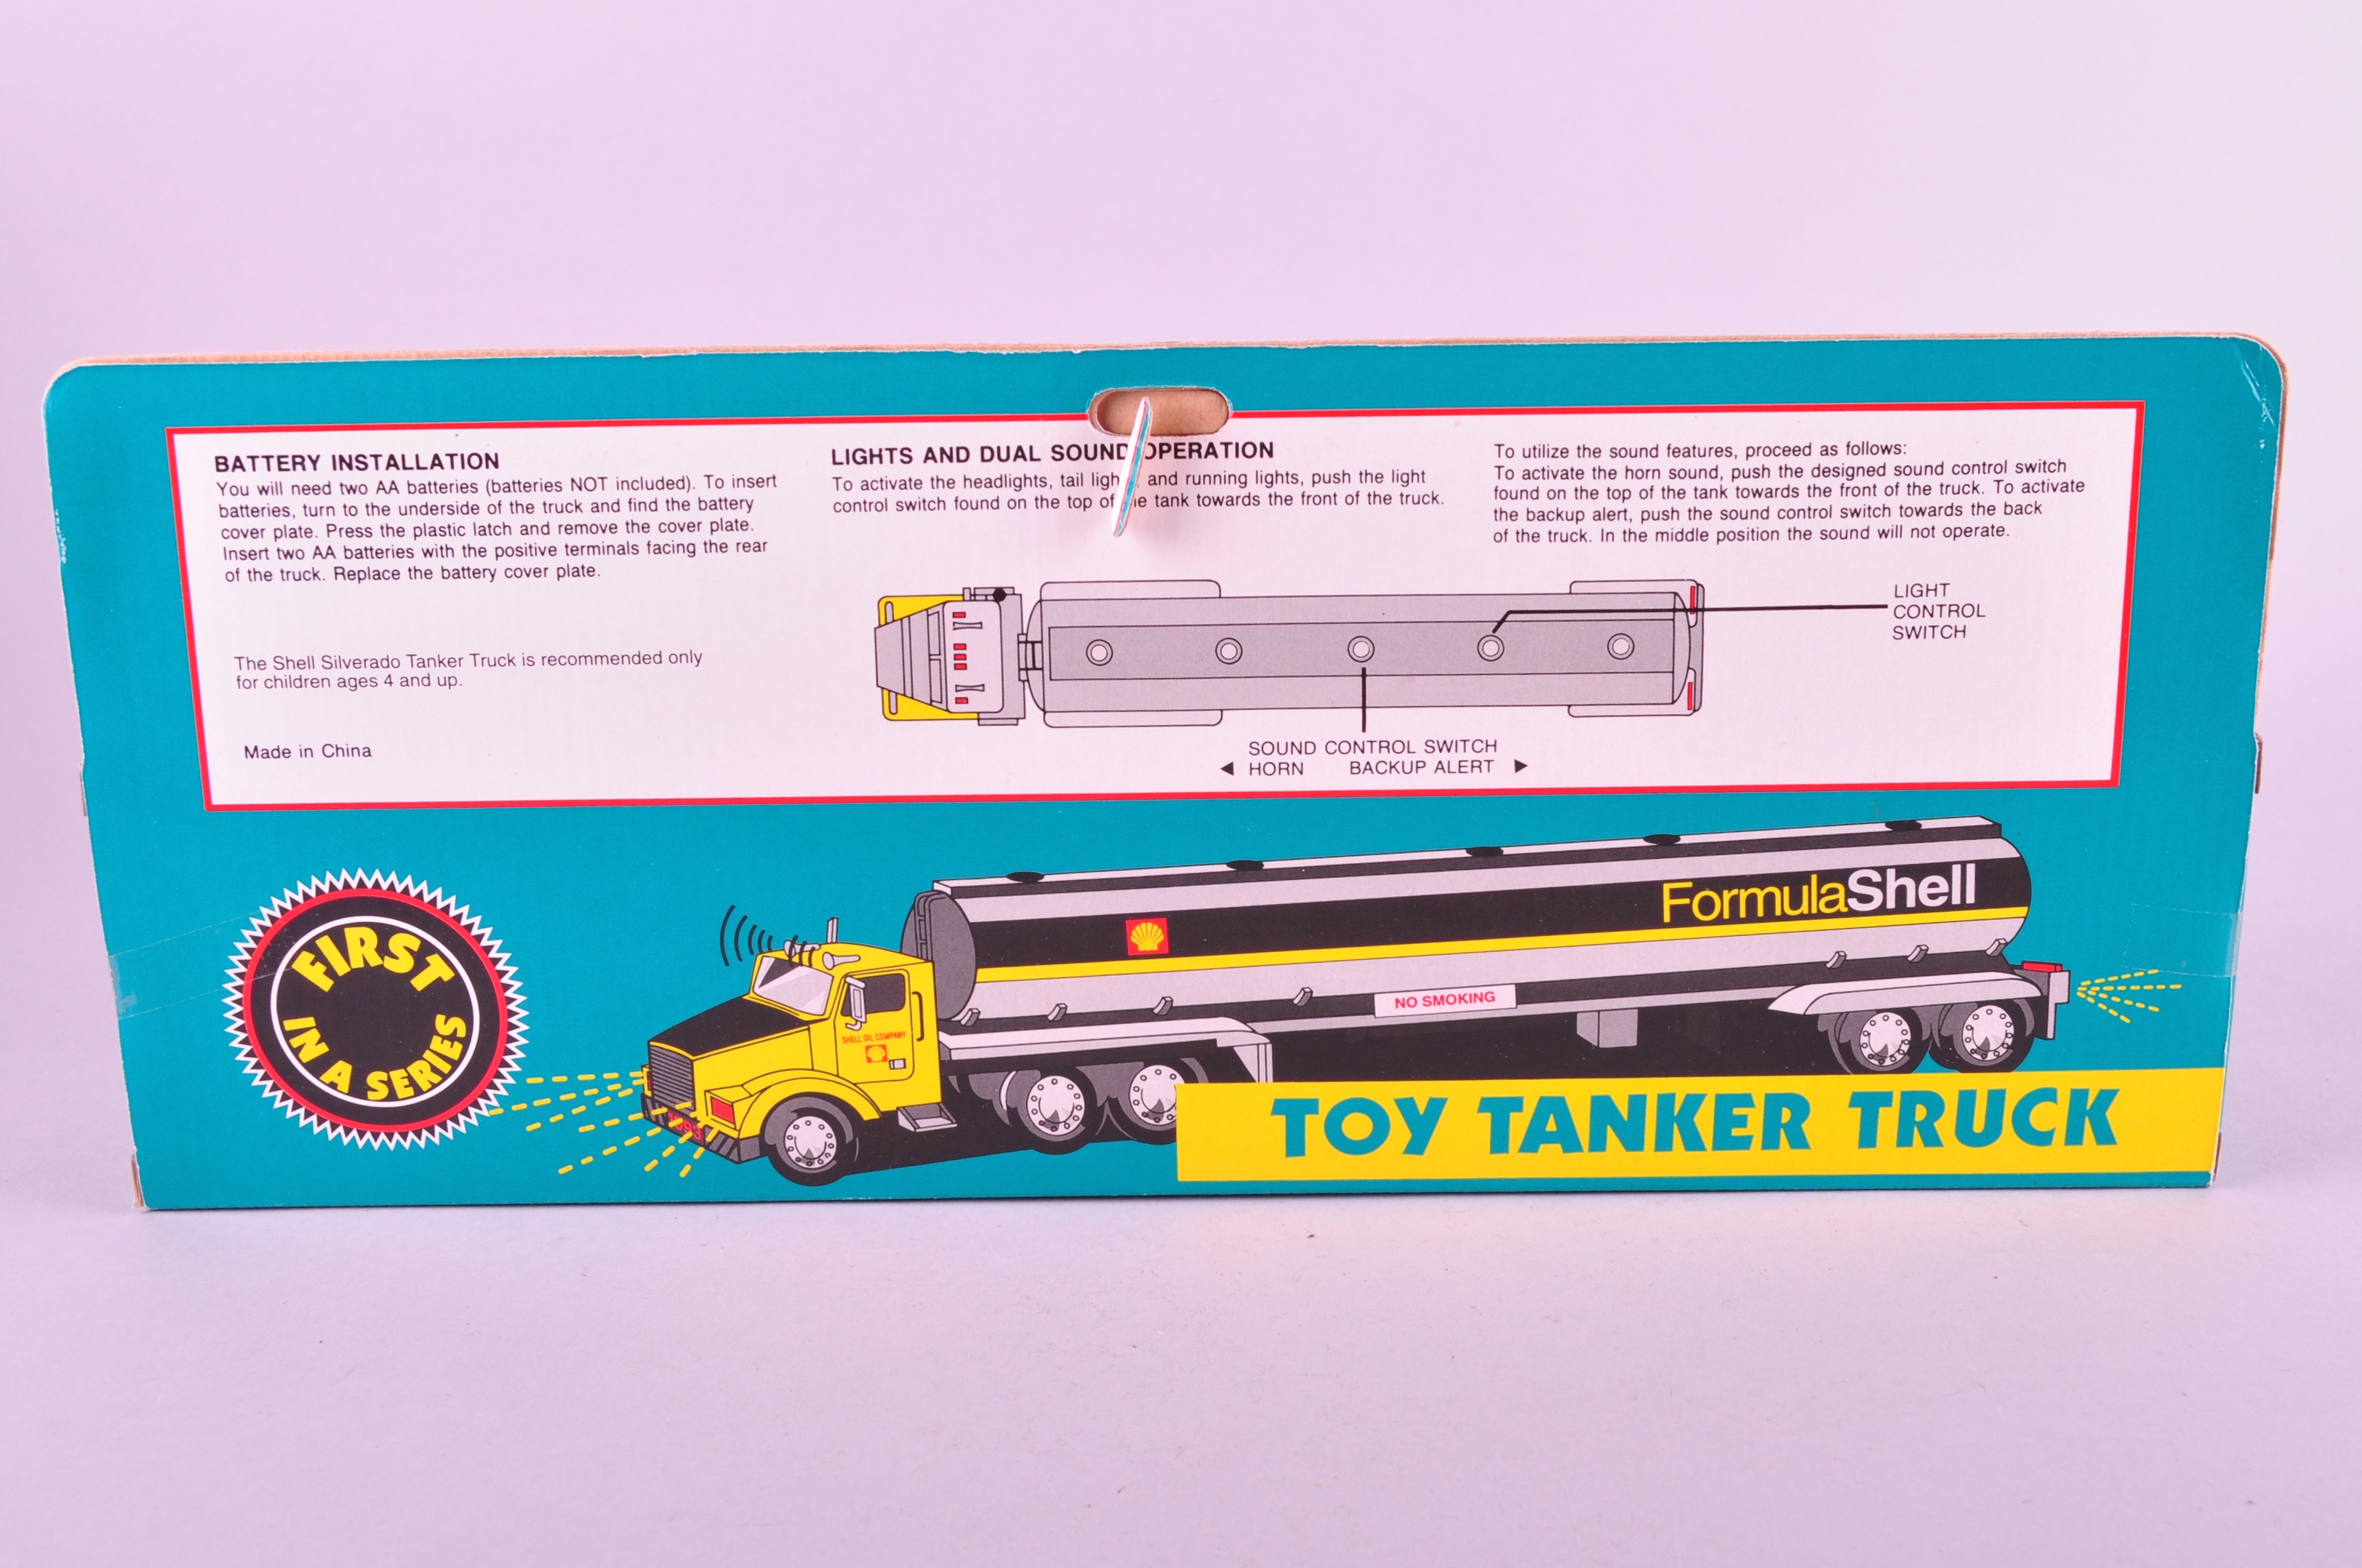 BATTERY INSTALLATION
You will need two AA batteries (batteries NOT included). To insert
batteries, turn to the underside of the truck and find the battery
cover plate. Press the plastic latch and remove the cover plate.
Insert two AA batteries with the positive terminals facing the rear
of the truck. Replace the battery cover plate.
The Shell Silverado Tanker Truck is recommended only
for children ages 4 and up.
Made in China
LIGHTS AND DUAL SOUND OPERATION
To activate the headlights, tail ligh and running lights, push the light
control switch found on the top of e tank towards the front of the truck.
To utilize the sound features, proceed as follows:
To activate the horn sound, push the designed sound control switch
found on the top of the tank towards the front of the truck. To activate
the backup alert, push the sound control switch towards the back
of the truck. In the middle position the sound will not operate.
LIGHT
CONTROL
SWITCH
SOUND CONTROL SWITCH
◄ HORN BACKUP ALERT ►
FIRST
IN A SERIES
FormulaShell
NO SMOKING
SHELL OIL COMPANY
TOY TANKER TRUCK